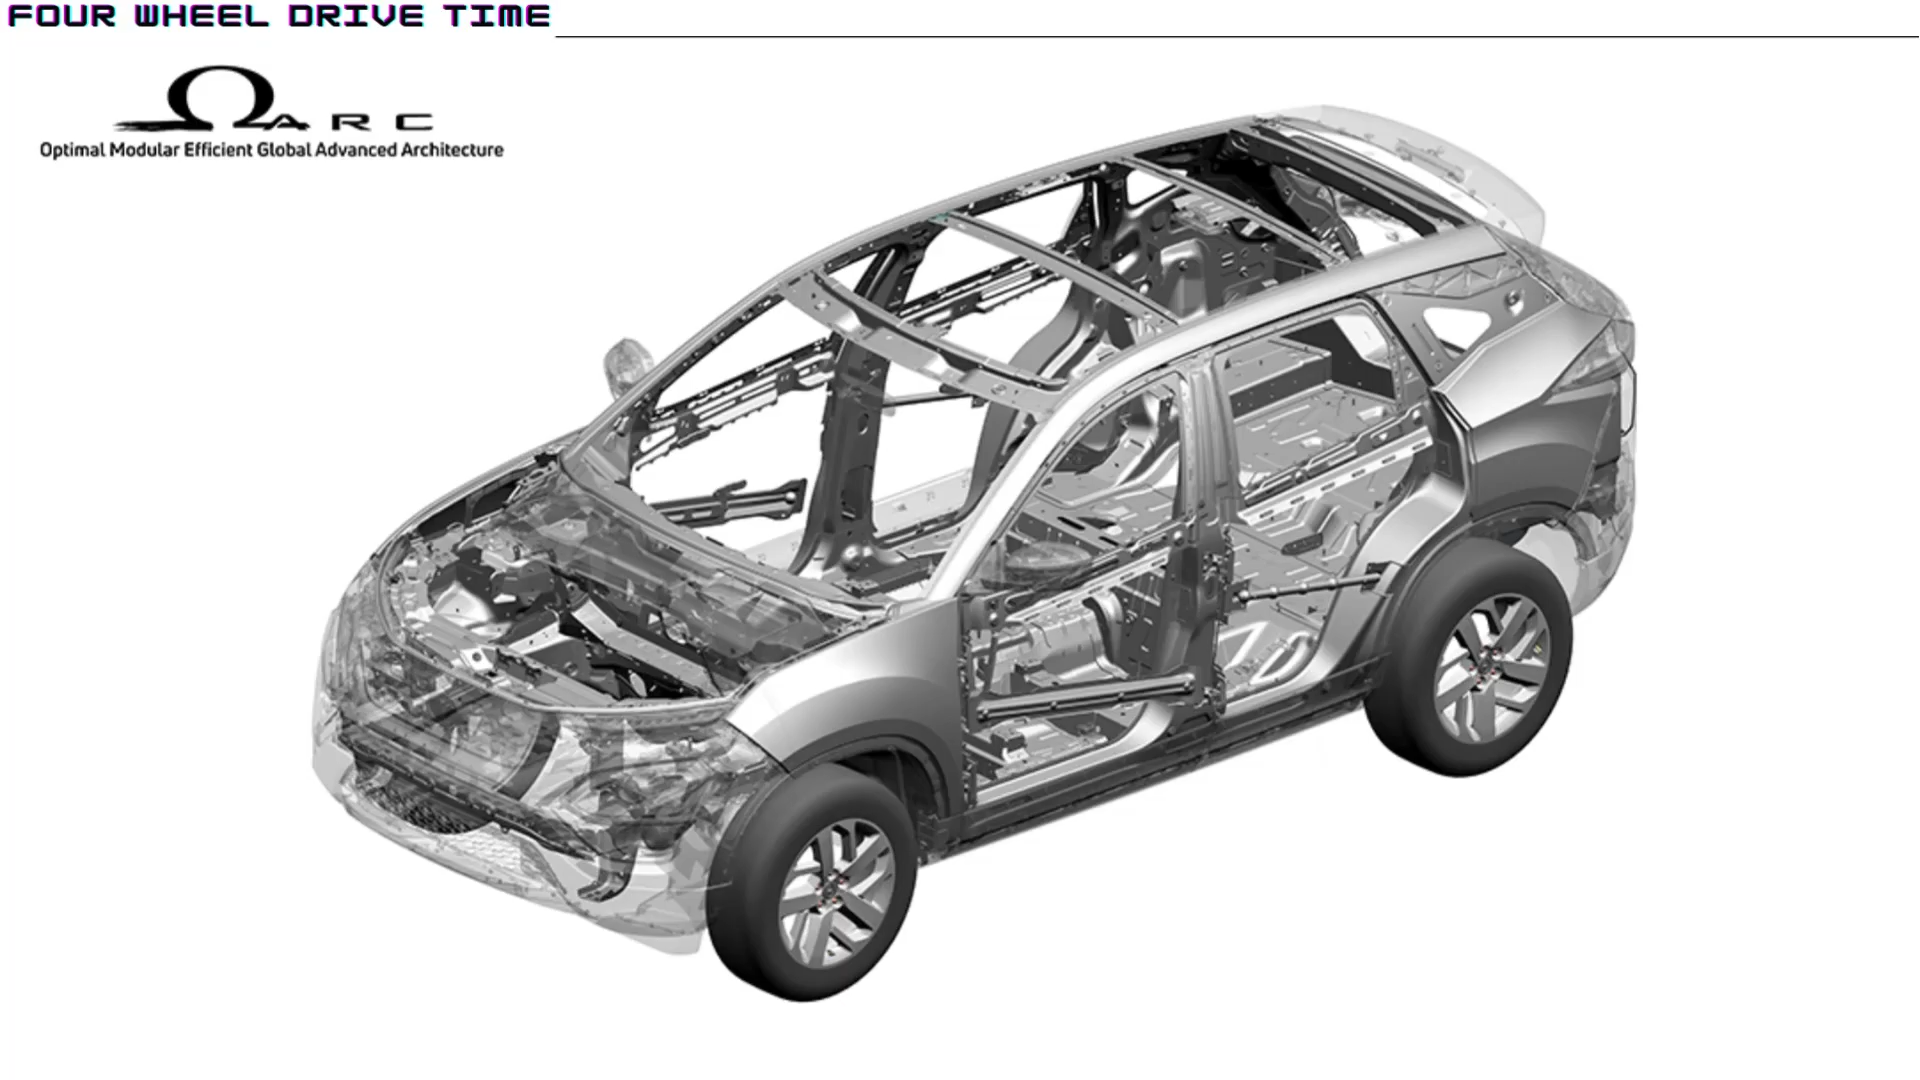 FOUR WHEEL DRIVE TIME
ΩARC
Optimal Modular Efficient Global Advanced Architecture